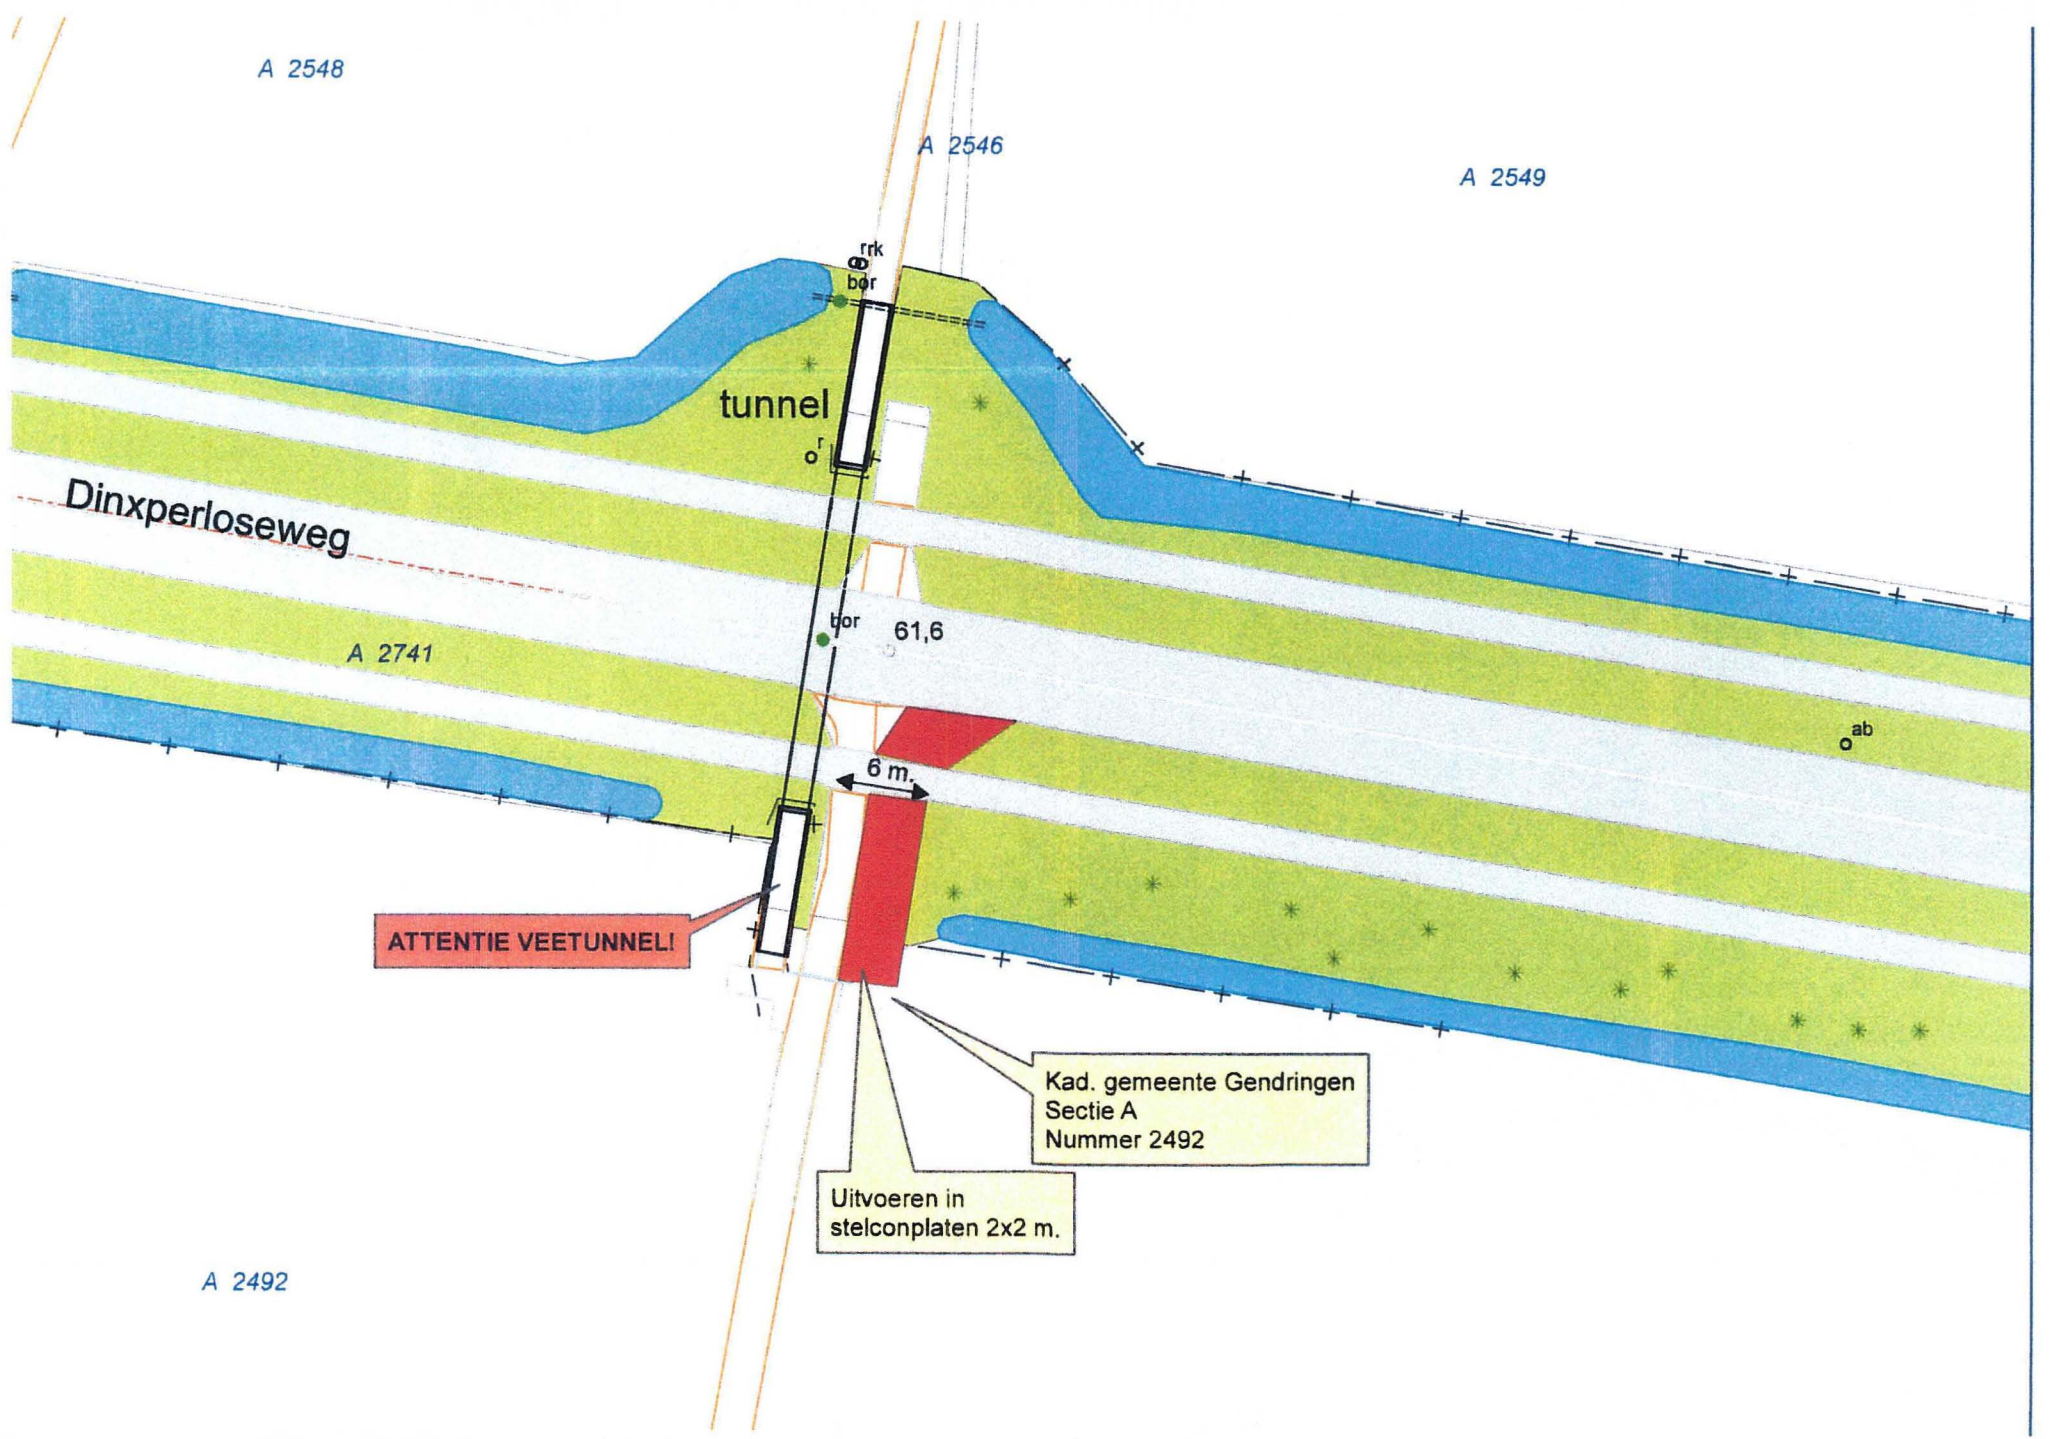 A 2548
A 2546
A 2549
rrk
bor
tunnel
r
Dinxperloseweg
bor
61,6
A 2741
ab
6 m.
ATTENTIE VEETUNNEL!
Kad. gemeente Gendringen
Sectie A
Nummer 2492
Uitvoeren in
stelconplaten 2x2 m.
A 2492